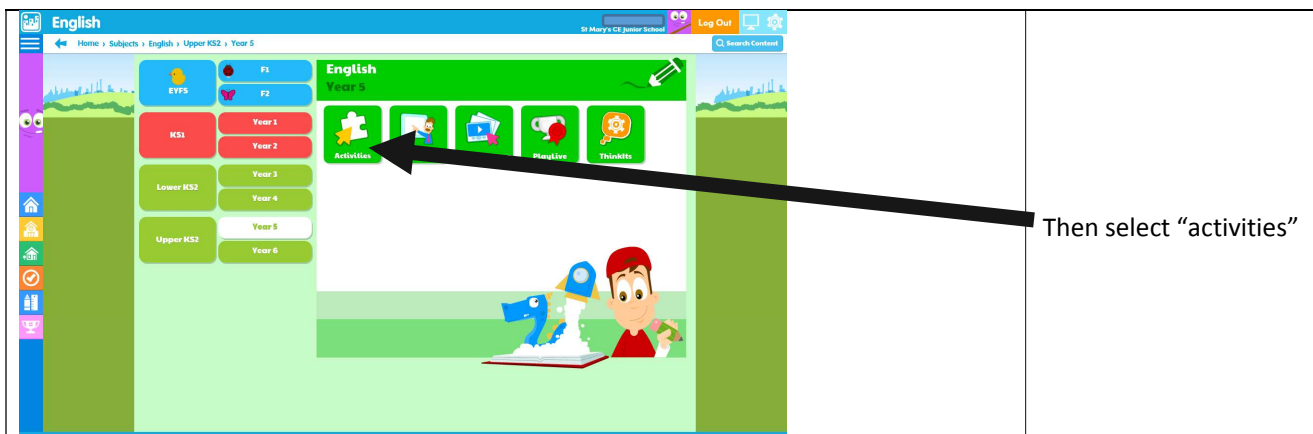 English
St Mary's CE Junior School
Log Out
Home › Subjects › English › Upper KS2 › Year 5
Search Content
EYFS
F1
F2
KS1
Year 1
Year 2
Lower KS2
Year 3
Year 4
Upper KS2
Year 5
Year 6
English
Year 5
Activities
PlayLive
ThinkIts
Then select “activities”